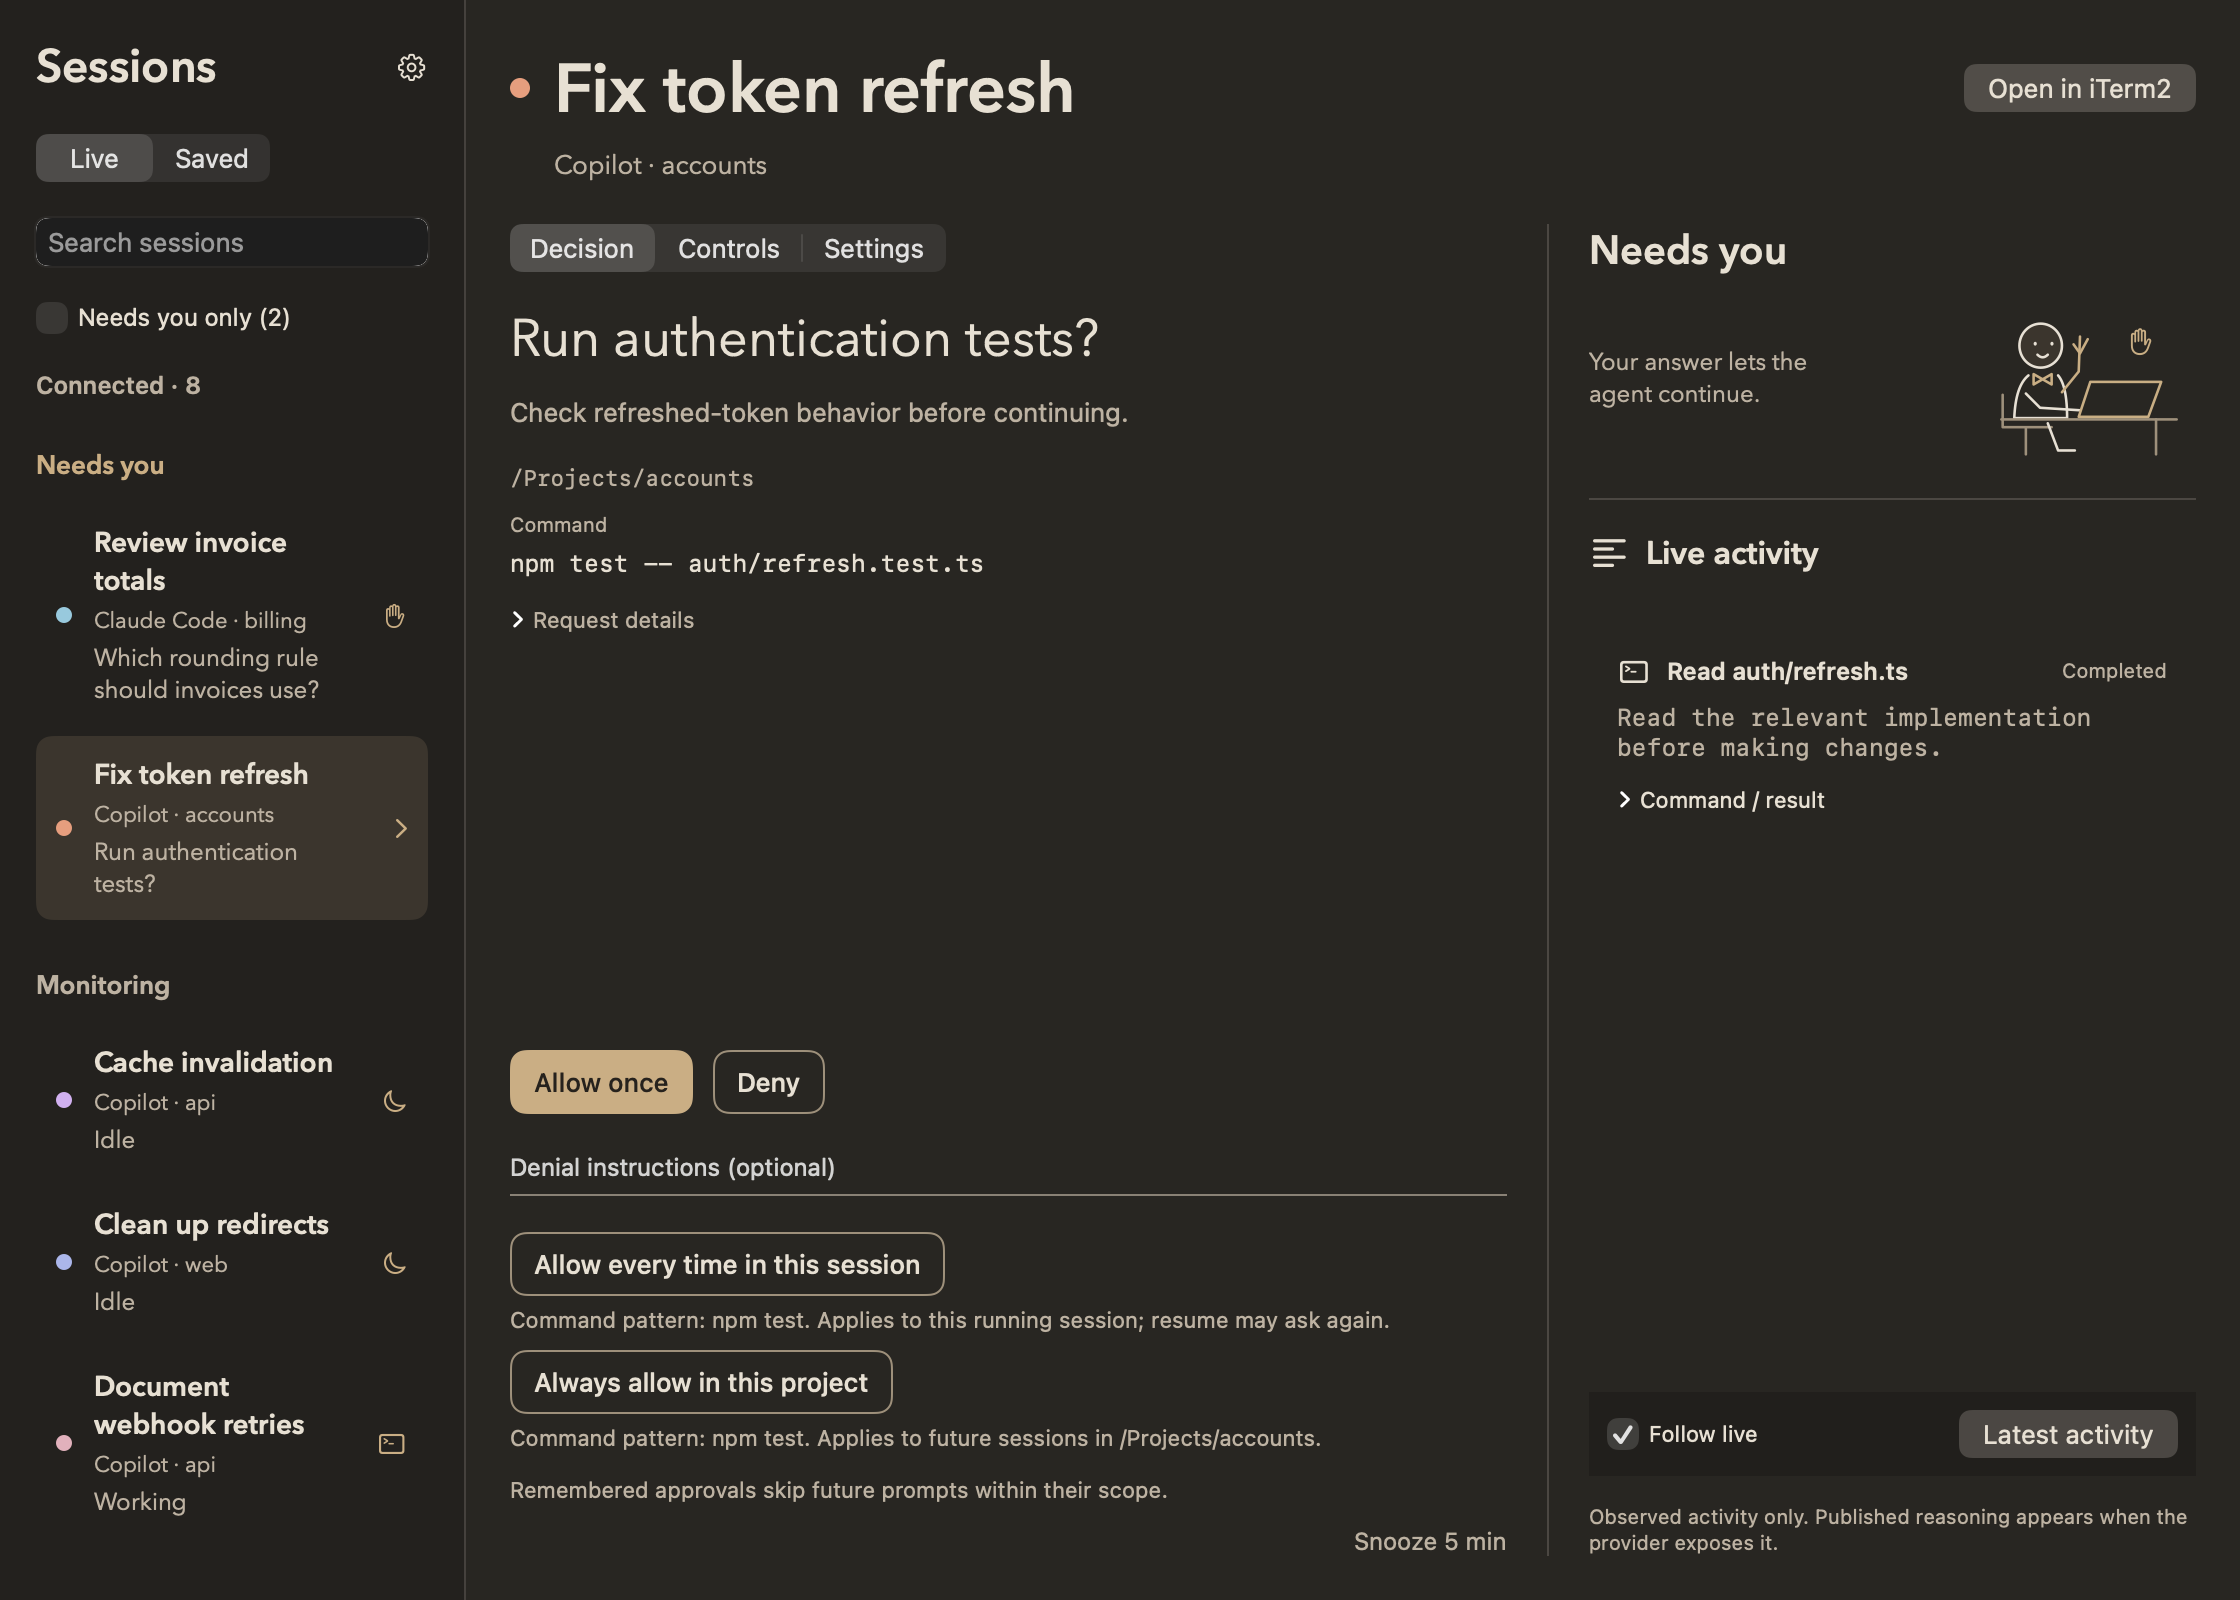 Sessions
Live
Saved
Search sessions
Needs you only (2)
Connected · 8
Needs you
Review invoice
totals
Claude Code · billing
Which rounding rule
should invoices use?
Fix token refresh
Copilot · accounts
Run authentication
tests?
Monitoring
Cache invalidation
Copilot · api
Idle
Clean up redirects
Copilot · web
Idle
Document
webhook retries
Copilot · api
Working
Fix token refresh
Open in iTerm2
Copilot · accounts
Decision
Controls
Settings
Run authentication tests?
Check refreshed-token behavior before continuing.
/Projects/accounts
Command
npm test -- auth/refresh.test.ts
Request details
Allow once
Deny
Denial instructions (optional)
Allow every time in this session
Command pattern: npm test. Applies to this running session; resume may ask again.
Always allow in this project
Command pattern: npm test. Applies to future sessions in /Projects/accounts.
Remembered approvals skip future prompts within their scope.
Snooze 5 min
Needs you
Your answer lets the
agent continue.
Live activity
Read auth/refresh.ts
Completed
Read the relevant implementation
before making changes.
Command / result
Follow live
Latest activity
Observed activity only. Published reasoning appears when the
provider exposes it.